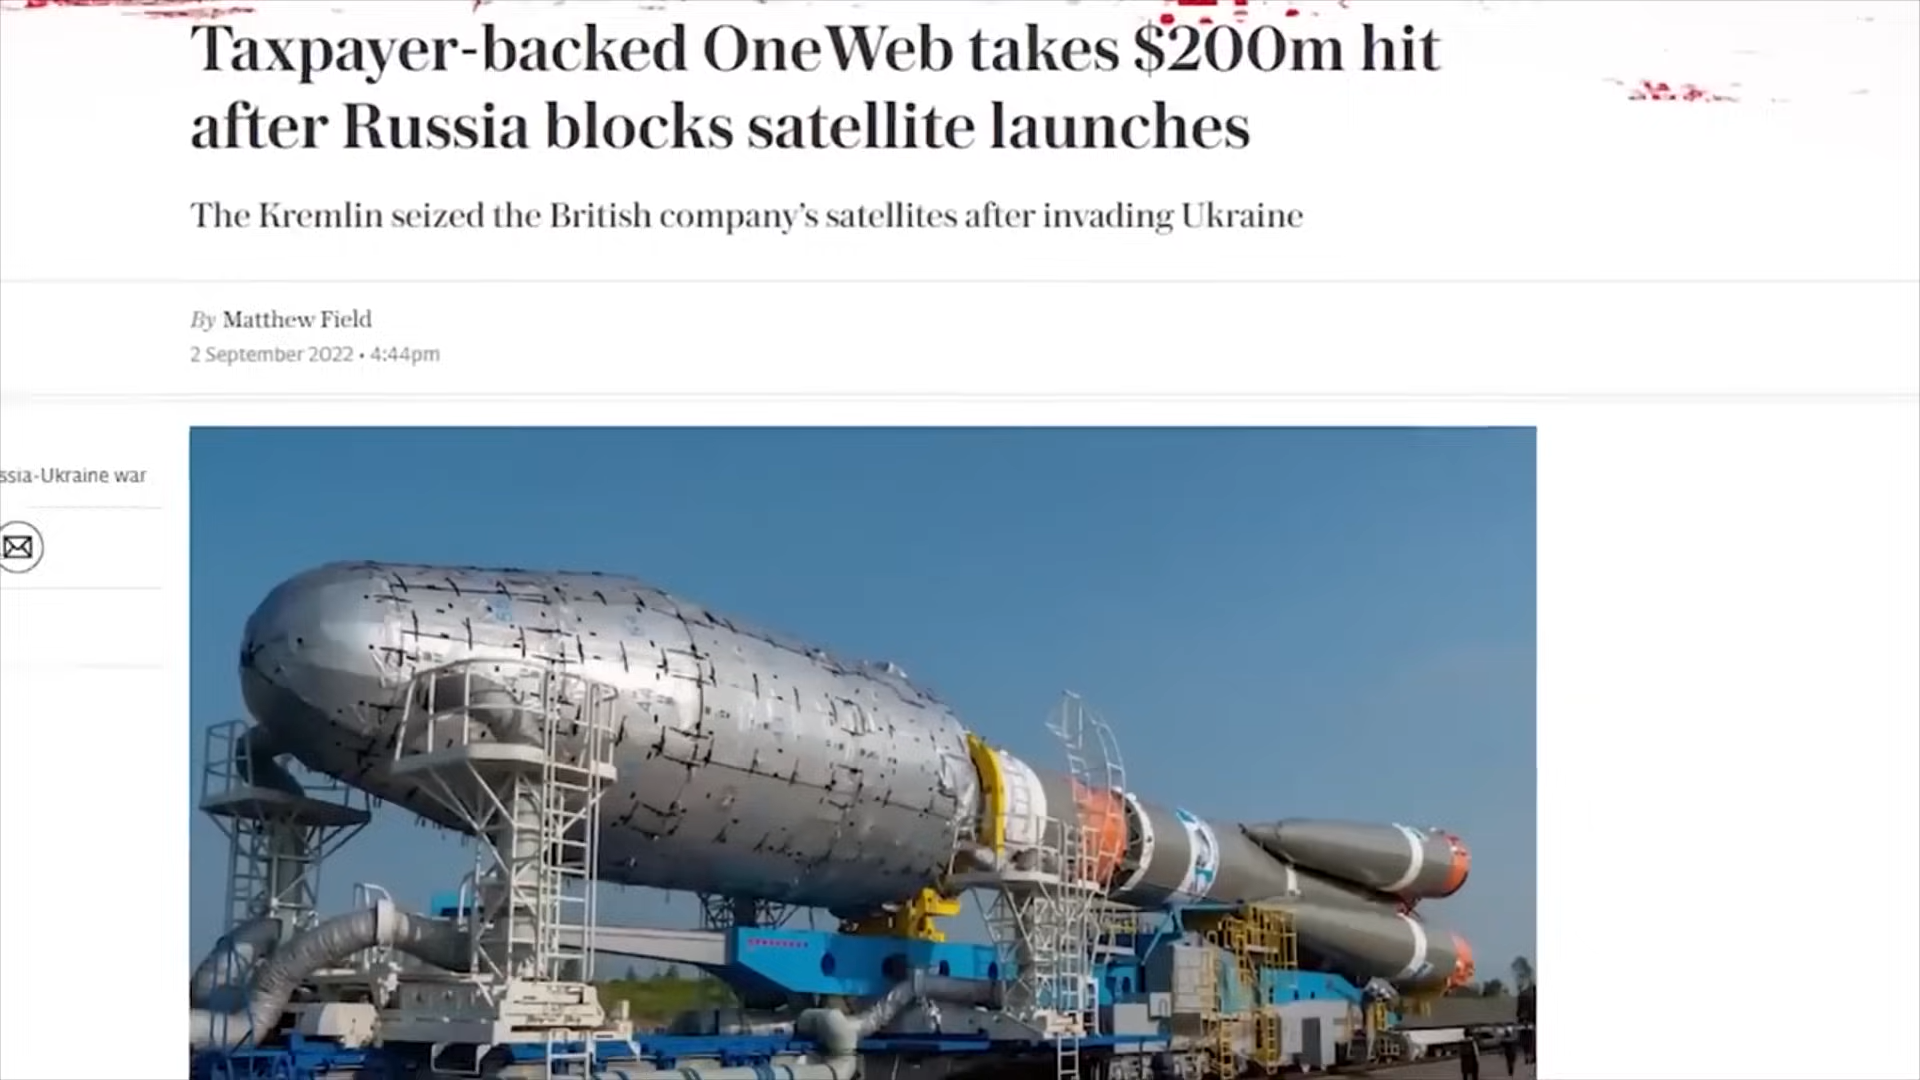 Taxpayer-backed OneWeb takes $200m hit
after Russia blocks satellite launches
The Kremlin seized the British company's satellites after invading Ukraine
By Matthew Field
2 September 2022 • 4:44pm
ssia-Ukraine war